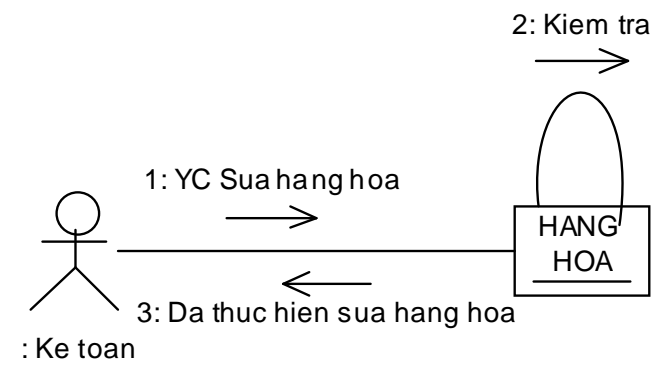 2: Kiem tra
1: YC Sua hang hoa
HANG
HOA
3: Da thuc hien sua hang hoa
: Ke toan